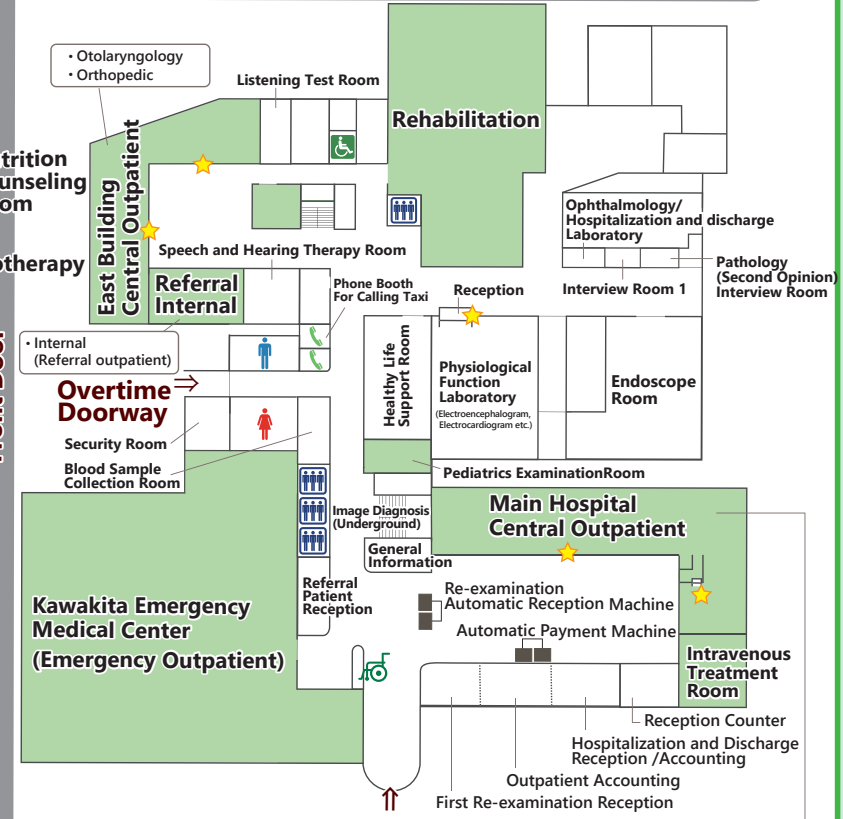 ・Otolaryngology
・Orthopedic
Listening Test Room
Rehabilitation
East Building
Central Outpatient
Ophthalmology/
Hospitalization and discharge
Laboratory
Speech and Hearing Therapy Room
Referral
Internal
Phone Booth
For Calling Taxi
Reception
Interview Room 1
Pathology
(Second Opinion)
Interview Room
・Internal
(Referral outpatient)
Overtime
Doorway
Healthy Life
Support Room
Physiological
Function
Laboratory
(Electroencephalogram,
Electrocardiogram etc.)
Endoscope
Room
Security Room
Blood Sample
Collection Room
Pediatrics ExaminationRoom
Image Diagnosis
(Underground)
Main Hospital
Central Outpatient
General
Information
Referral
Patient
Reception
Re-examination
Automatic Reception Machine
Automatic Payment Machine
Kawakita Emergency
Medical Center
(Emergency Outpatient)
Intravenous
Treatment
Room
Reception Counter
Hospitalization and Discharge
Reception /Accounting
Outpatient Accounting
First Re-examination Reception